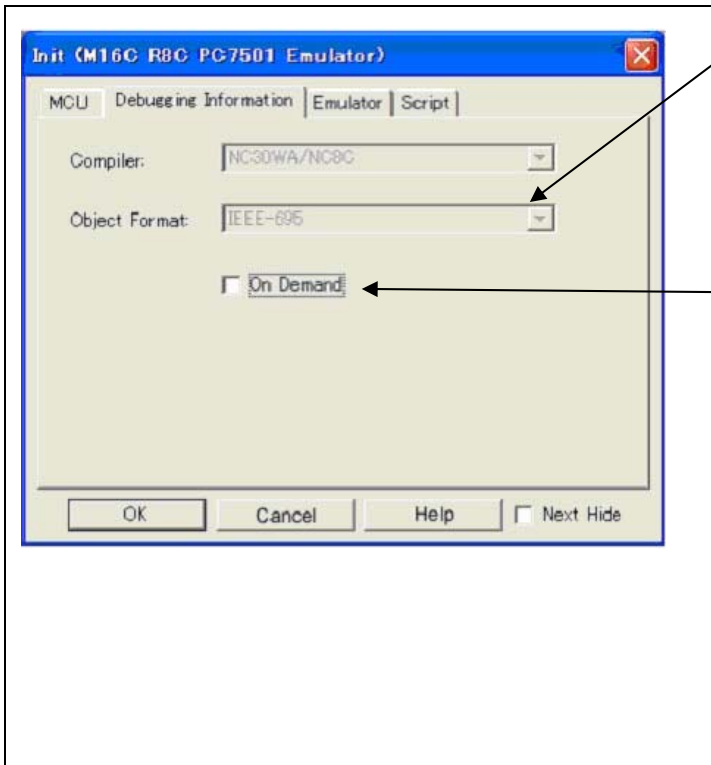 Init (M16C R8C PC7501 Emulator)
MCU Debugging Information Emulator Script
Compiler: NC30WA/NC8C
Object Format: IEEE-695
On Demand
OK Cancel Help Next Hide